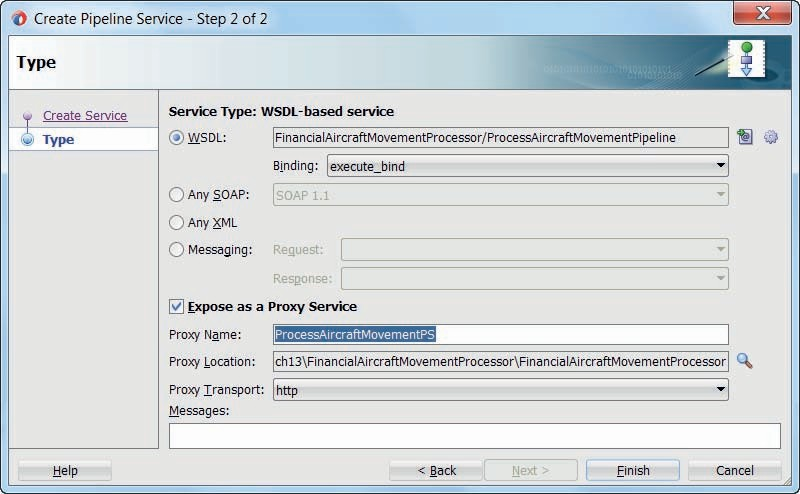 Create Pipeline Service - Step 2 of 2
Type
Create Service
Type
Service Type: WSDL-based service
WSDL: FinancialAircraftMovementProcessor/ProcessAircraftMovementPipeline
Binding: execute_bind
Any SOAP: SOAP 1.1
Any XML
Messaging: Request:
Response:
Expose as a Proxy Service
Proxy Name: ProcessAircraftMovementPS
Proxy Location: ch13\FinancialAircraftMovementProcessor\FinancialAircraftMovementProcessor
Proxy Transport: http
Messages:
Help < Back Next > Finish Cancel